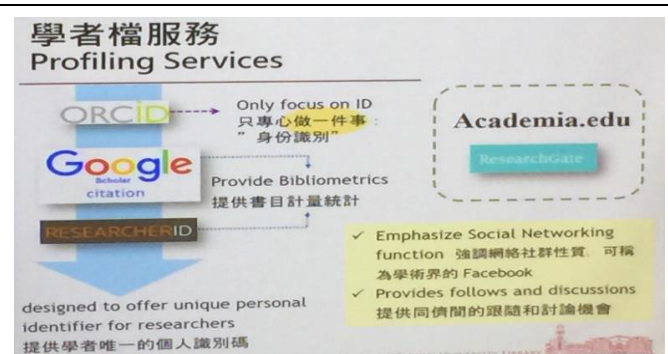 學者檔服務
Profiling Services
ORCiD
Only focus on ID
只專心做一件事：
”身份識別”
Google
Scholar
citation
Provide Bibliometrics
提供書目計量統計
RESEARCHERID
designed to offer unique personal
identifier for researchers
提供學者唯一的個人識別碼
Academia.edu
ResearchGate
✓ Emphasize Social Networking
function 強調網絡社群性質，可稱
為學術界的 Facebook
✓ Provides follows and discussions
提供同儕間的跟隨和討論機會